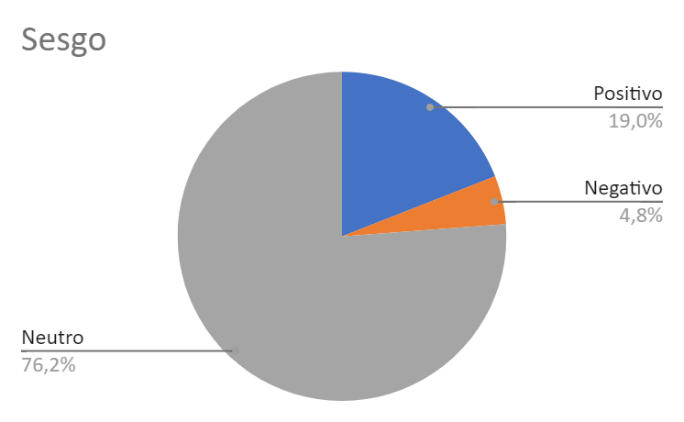 Sesgo
Positivo
19,0%
Negativo
4,8%
Neutro
76,2%